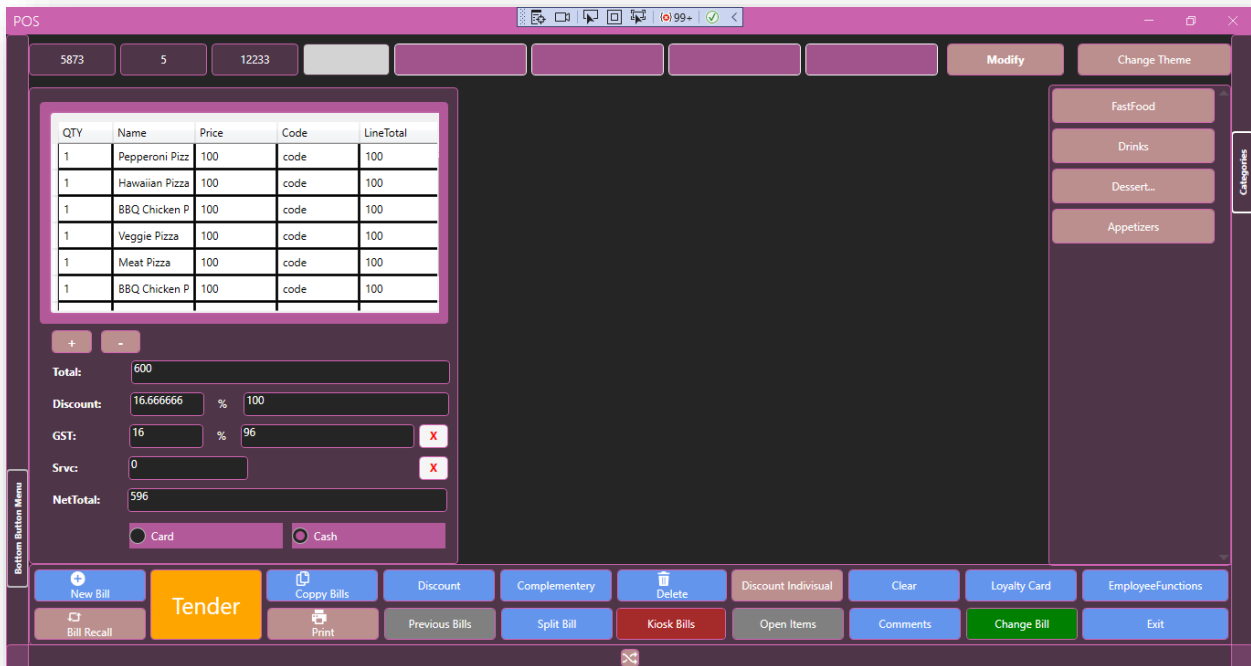 POS
99+
5873 5 12233 Modify Change Theme
QTY Name Price Code LineTotal
1 Pepperoni Pizz 100 code 100
1 Hawaiian Pizza 100 code 100
1 BBQ Chicken P 100 code 100
1 Veggie Pizza 100 code 100
1 Meat Pizza 100 code 100
1 BBQ Chicken P 100 code 100
+ -
Total: 600
Discount: 16.666666 % 100
GST: 16 % 96 X
Srvc: 0 X
NetTotal: 596
Card Cash
FastFood
Drinks
Dessert...
Appetizers
Categories
Bottom Button Menu
New Bill
Tender
Coppy Bills
Discount
Complementery
Delete
Discount Indivisual
Clear
Loyalty Card
EmployeeFunctions
Bill Recall
Print
Previous Bills
Split Bill
Kiosk Bills
Open Items
Comments
Change Bill
Exit